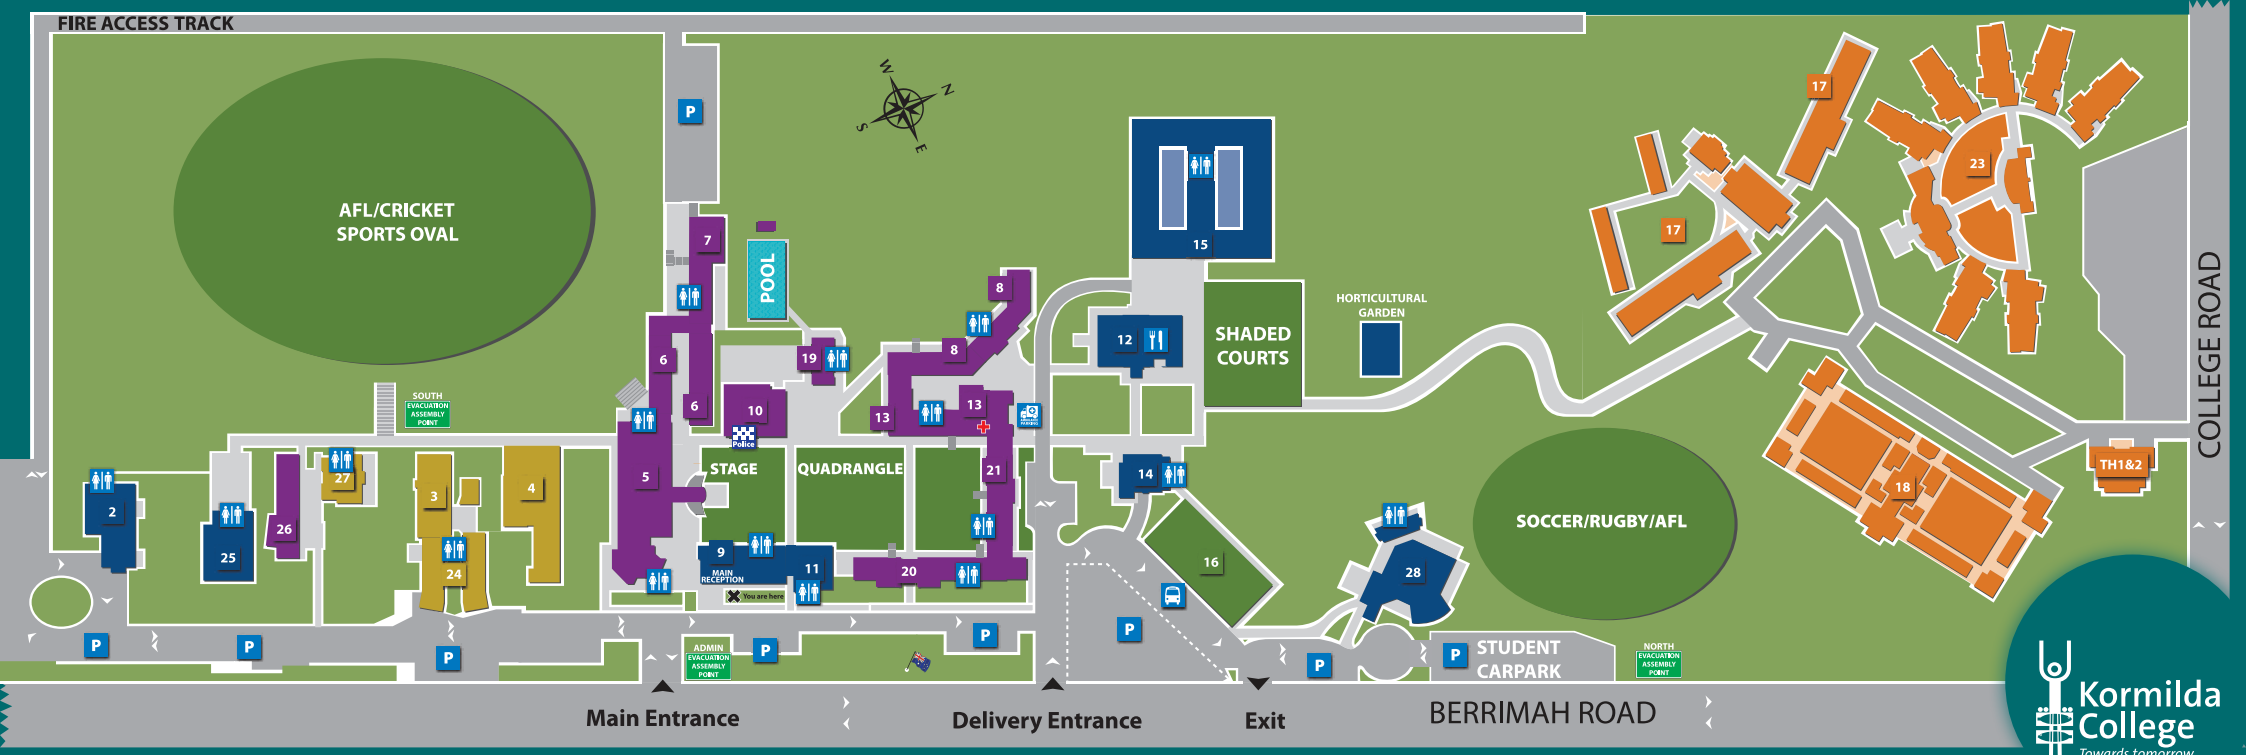 FIRE ACCESS TRACK
W
N
S
E
P
AFL/CRICKET
SPORTS OVAL
7
POOL
15
17
17
23
8
8
12
SHADED
COURTS
HORTICULTURAL
GARDEN
COLLEGE ROAD
6
6
19
10
Police
13
13
PARKING
SOUTH
EVACUATION
ASSEMBLY
POINT
STAGE
QUADRANGLE
21
14
5
27
3
4
2
26
25
24
9
MAIN
RECEPTION
11
You are here
20
16
28
SOCCER/RUGBY/AFL
18
TH1&2
P
P
P
P
P
P
P
P
ADMIN
EVACUATION
ASSEMBLY
POINT
STUDENT
CARPARK
NORTH
EVACUATION
ASSEMBLY
POINT
Main Entrance
Delivery Entrance
Exit
BERRIMAH ROAD
Kormilda
College
Towards tomorrow